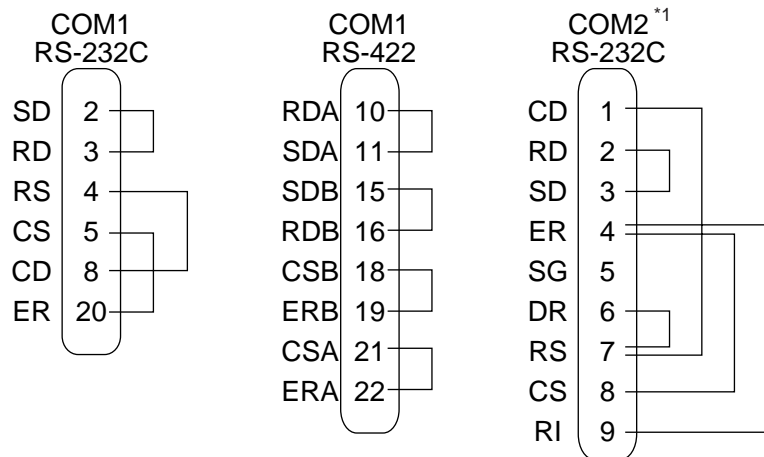 COM1
RS-232C
SD 2
RD 3
RS 4
CS 5
CD 8
ER 20
COM1
RS-422
RDA 10
SDA 11
SDB 15
RDB 16
CSB 18
ERB 19
CSA 21
ERA 22
COM2 *1
RS-232C
CD 1
RD 2
SD 3
ER 4
SG 5
DR 6
RS 7
CS 8
RI 9